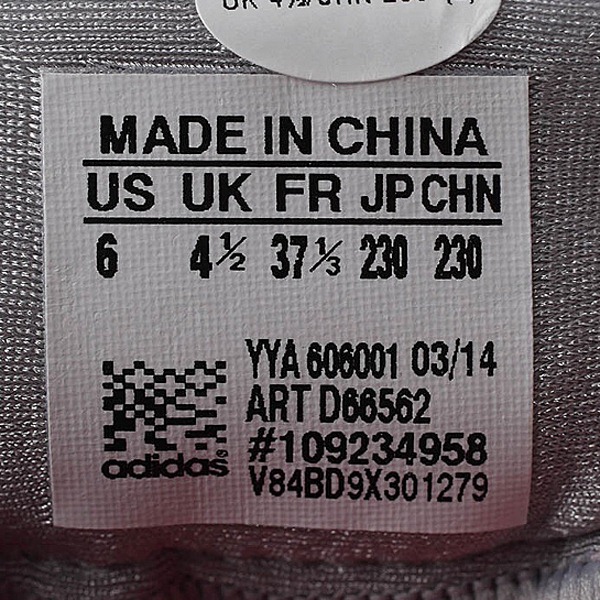 MADE IN CHINA
US UK FR JP CHN
6 4½ 37⅓ 230 230
YYA 606001 03/14
ART D66562
#109234958
V84BD9X301279
adidas®